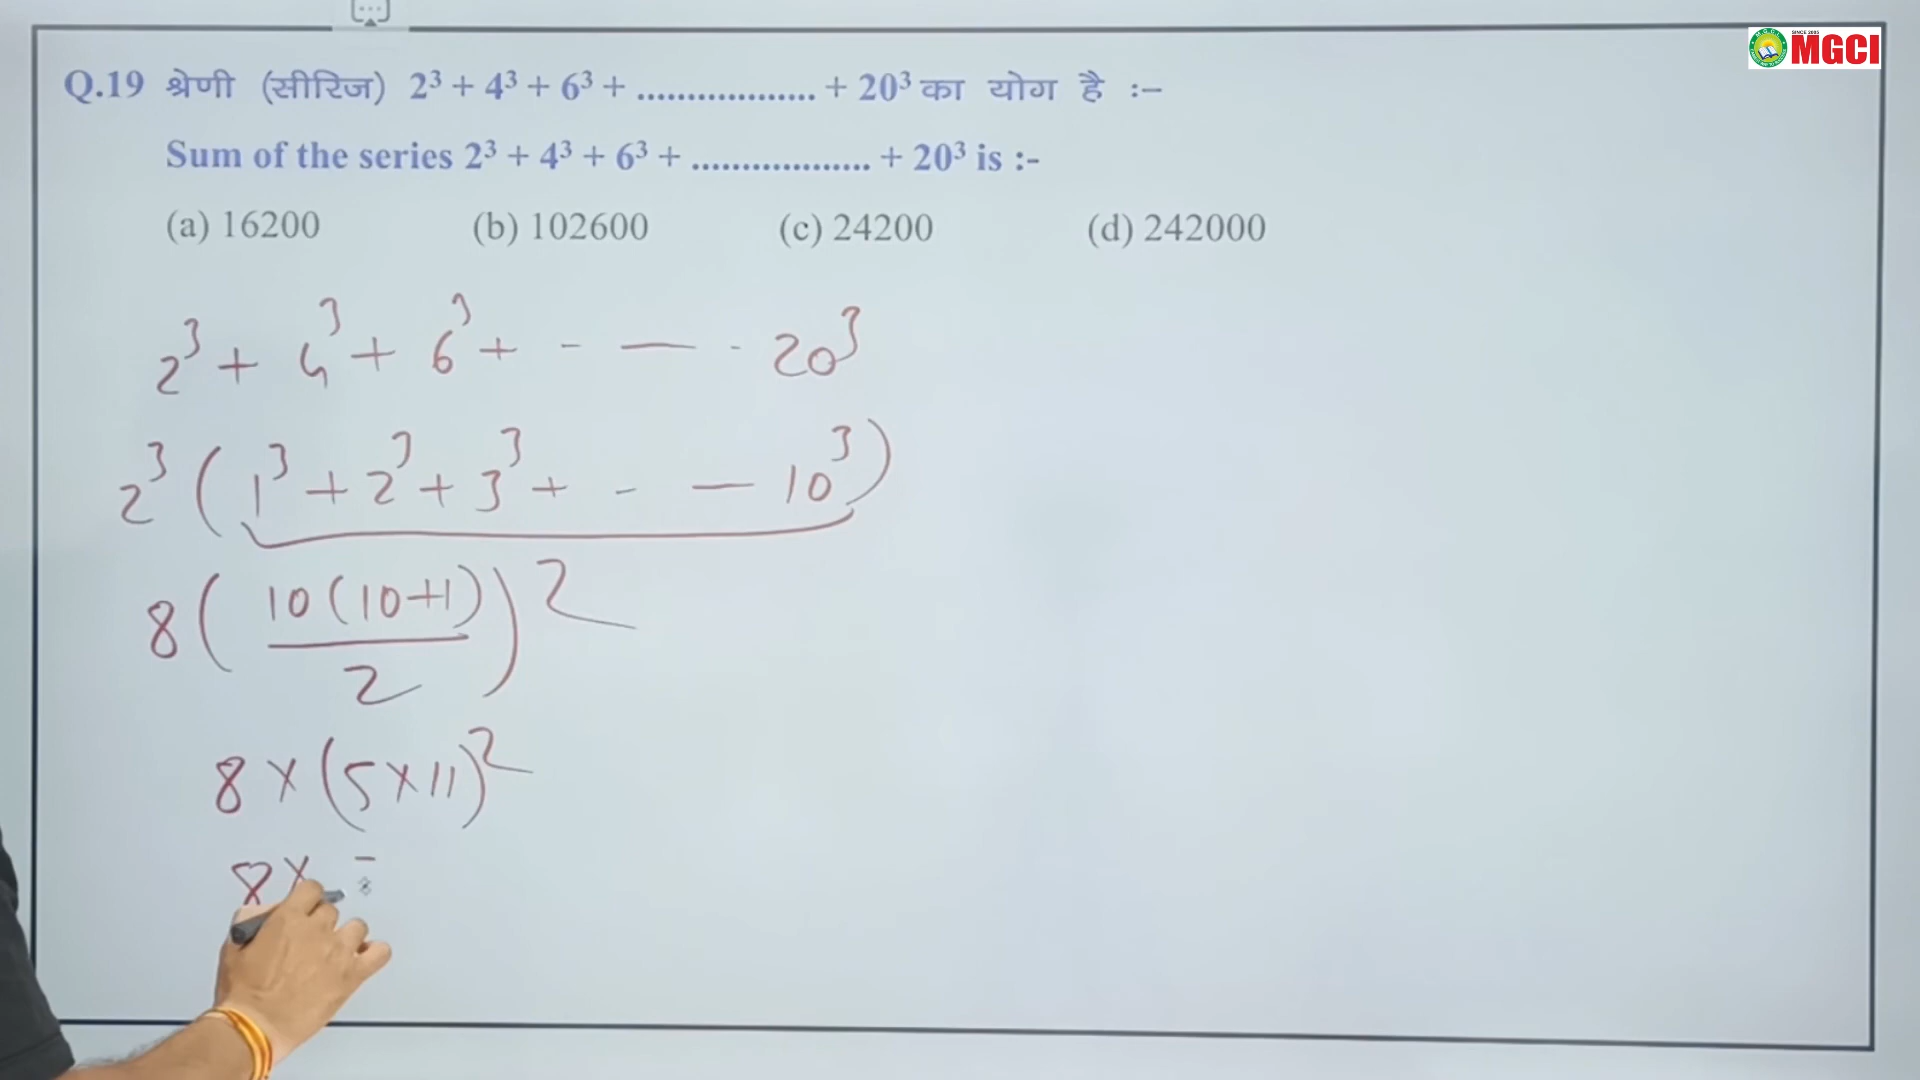 SINCE 2005
MGCI
Q.19 श्रेणी (सीरिज) 2³ + 4³ + 6³ + .................. + 20³ का योग है :–
Sum of the series 2³ + 4³ + 6³ + .................. + 20³ is :-
(a) 16200 (b) 102600 (c) 24200 (d) 242000
2³ + 4³ + 6³ + - — - 20³
2³ ( 1³ + 2³ + 3³ + - — 10³ )
8 ( 10 (10+1) / 2 )²
8 × (5 × 11)²
8 ×